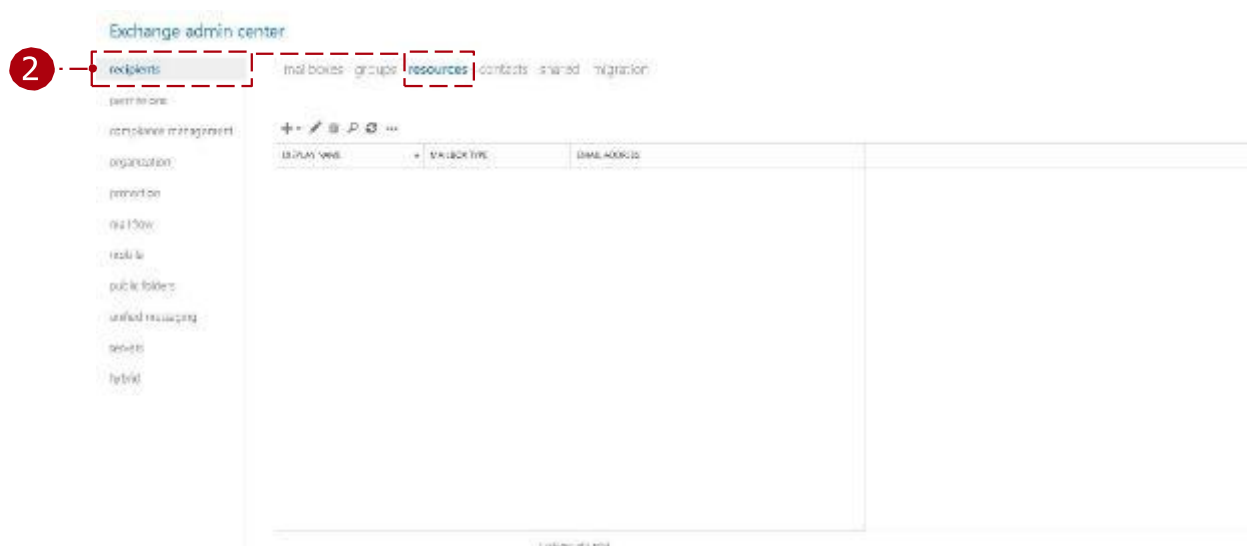 Exchange admin center
2
recipients
mailboxes groups resources contacts shared migration
permissions
compliance management
organization
protection
mail flow
mobile
public folders
unified messaging
servers
hybrid
DISPLAY NAME MAILBOX TYPE EMAIL ADDRESS